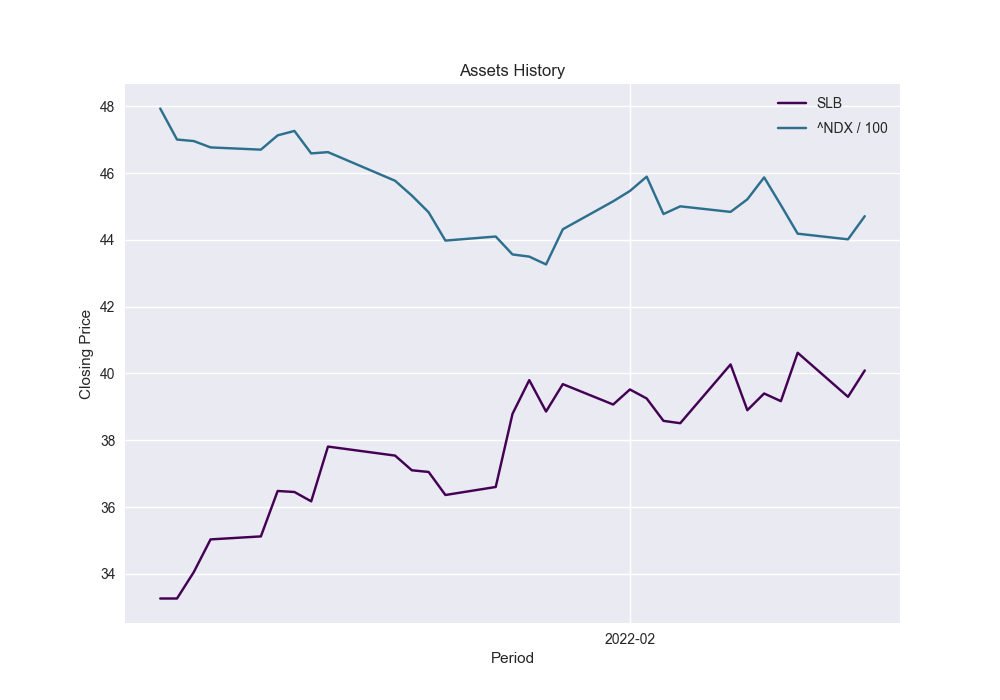 Assets History
SLB
^NDX / 100
48
46
44
42
40
38
36
34
Closing Price
2022-02
Period